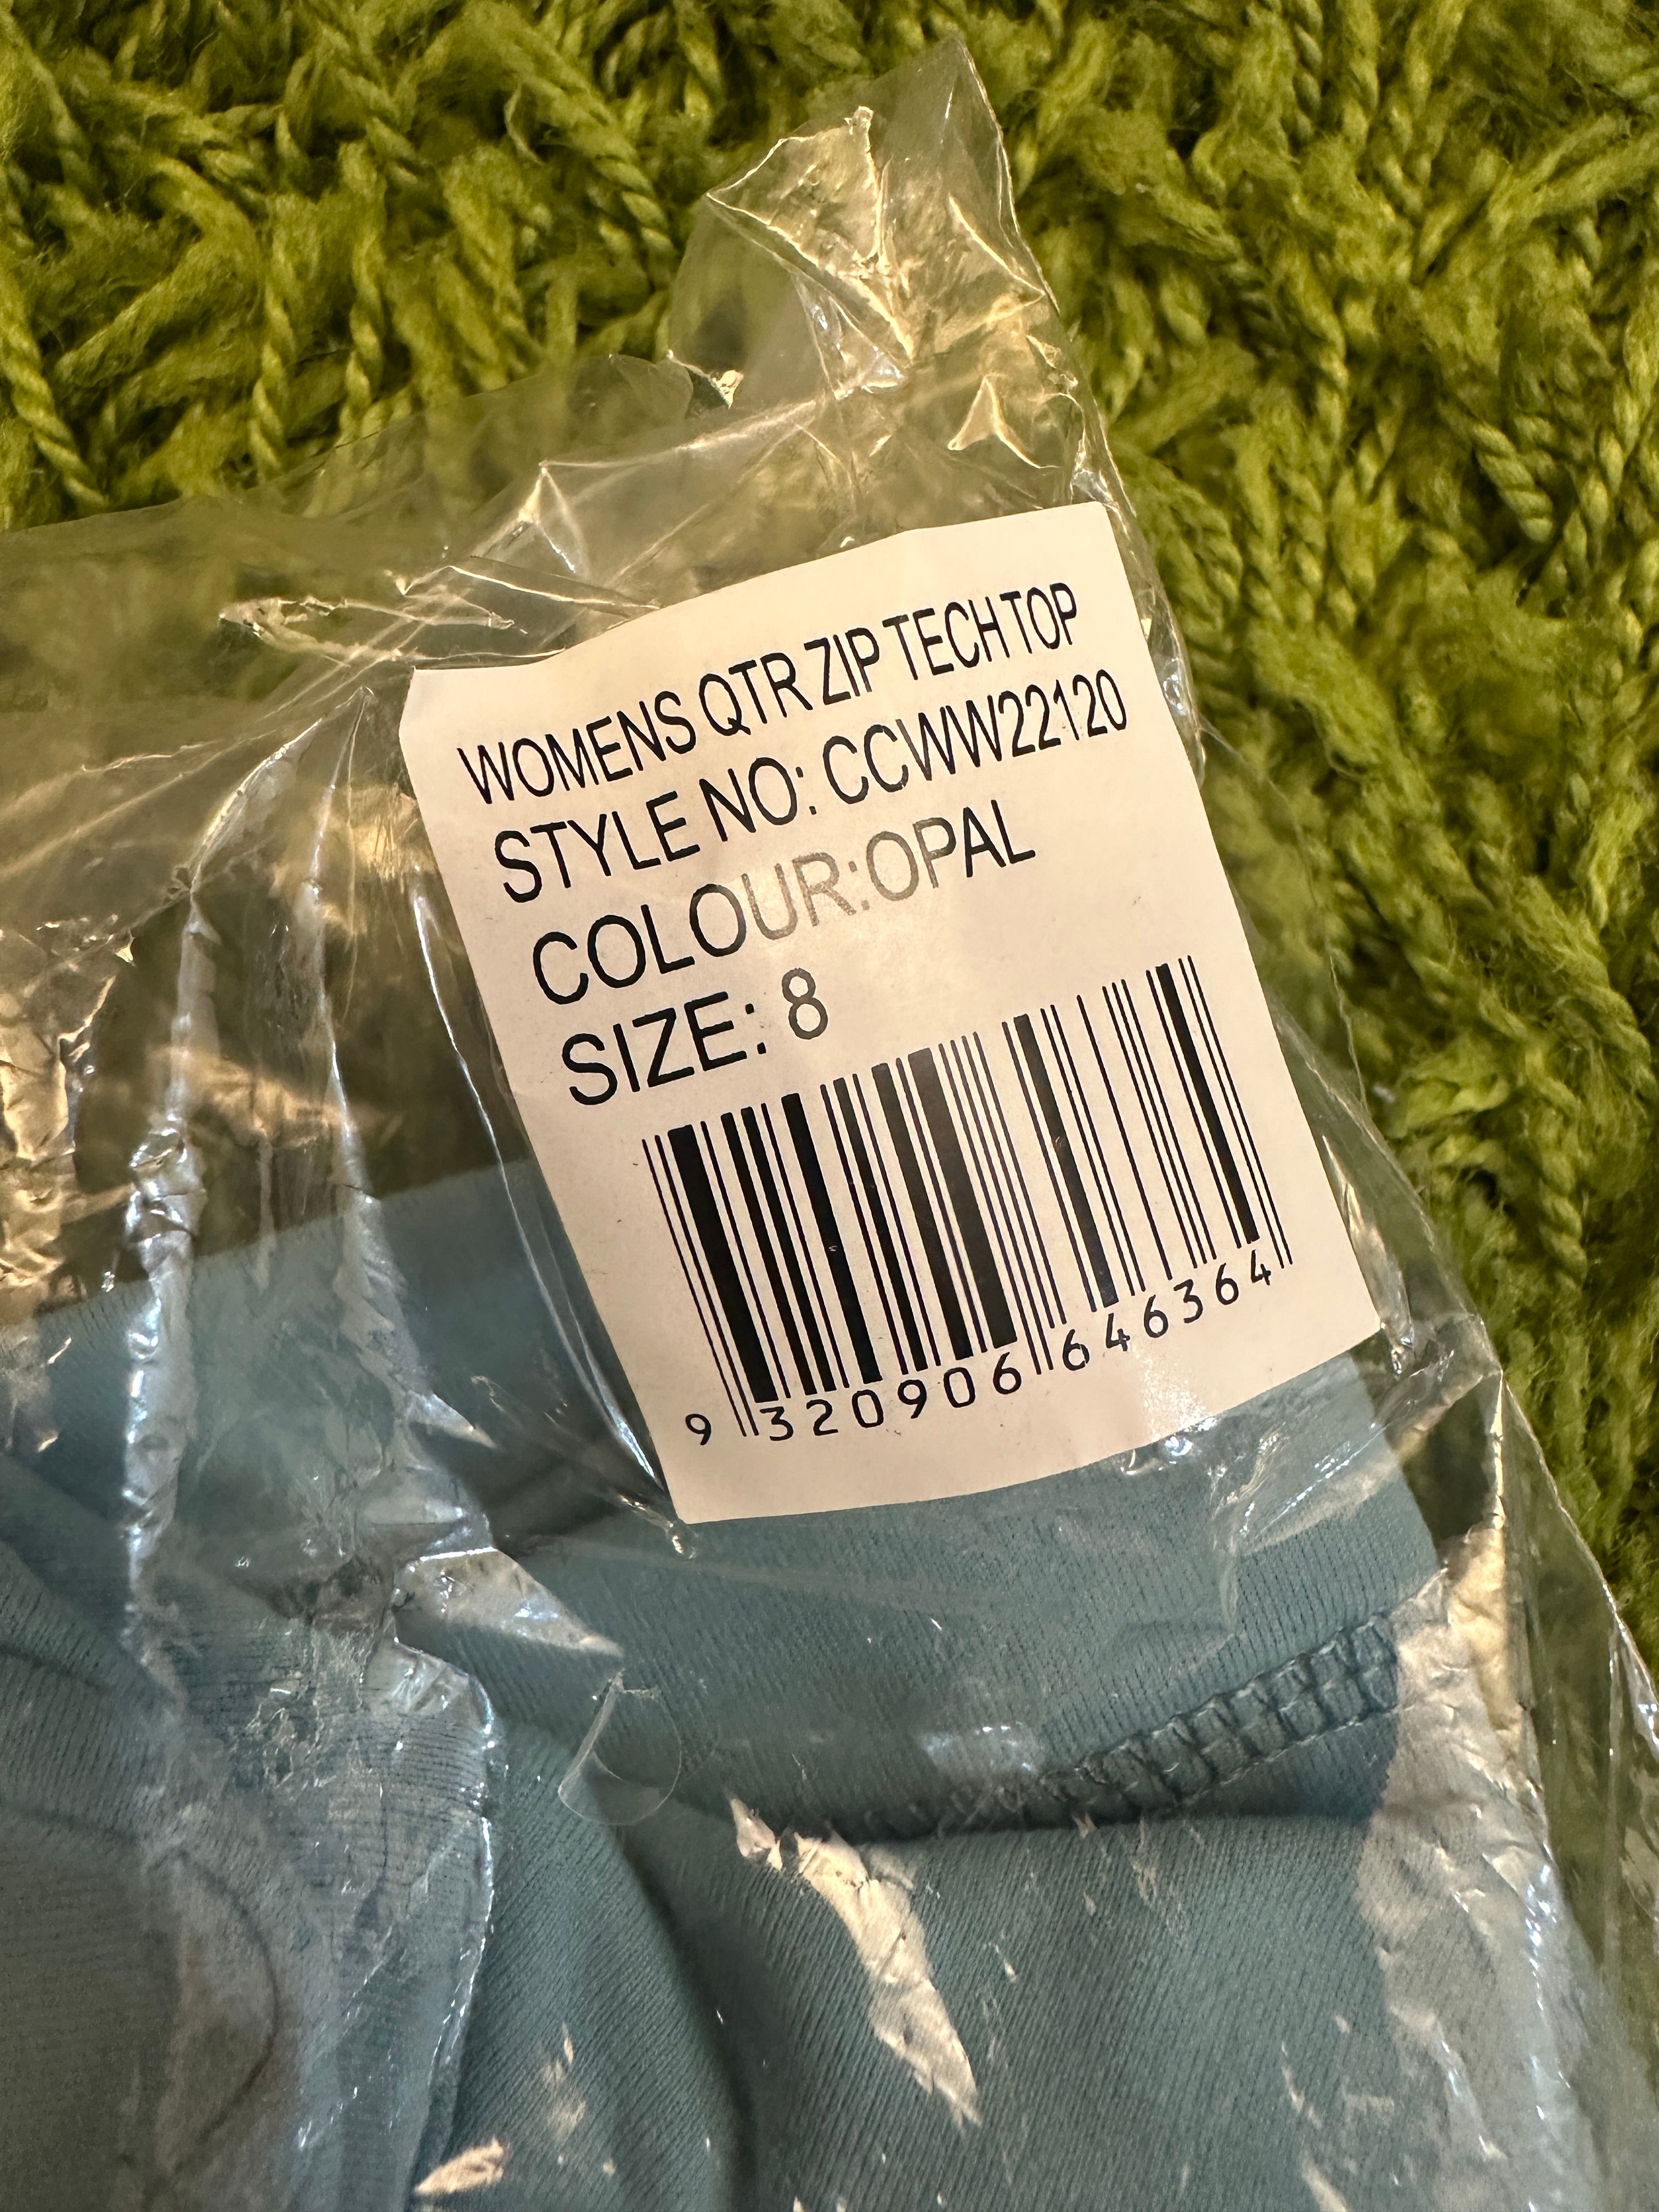 WOMENS QTR ZIP TECH TOP
STYLE NO: CCWW22120
COLOUR:OPAL
SIZE: 8
9 320906 646364